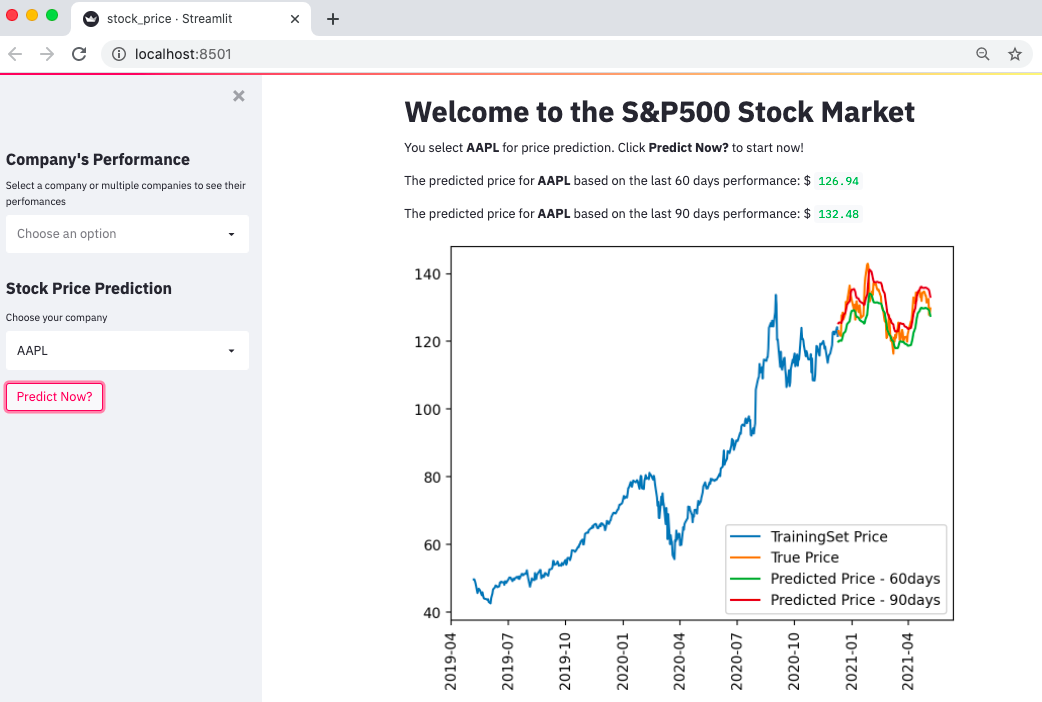 stock_price · Streamlit
localhost:8501
Company's Performance
Select a company or multiple companies to see their
perfomances
Choose an option
Stock Price Prediction
Choose your company
AAPL
Predict Now?
Welcome to the S&P500 Stock Market
You select AAPL for price prediction. Click Predict Now? to start now!
The predicted price for AAPL based on the last 60 days performance: $ 126.94
The predicted price for AAPL based on the last 90 days performance: $ 132.48
140
120
100
80
60
40
TrainingSet Price
True Price
Predicted Price - 60days
Predicted Price - 90days
2019-04
2019-07
2019-10
2020-01
2020-04
2020-07
2020-10
2021-01
2021-04